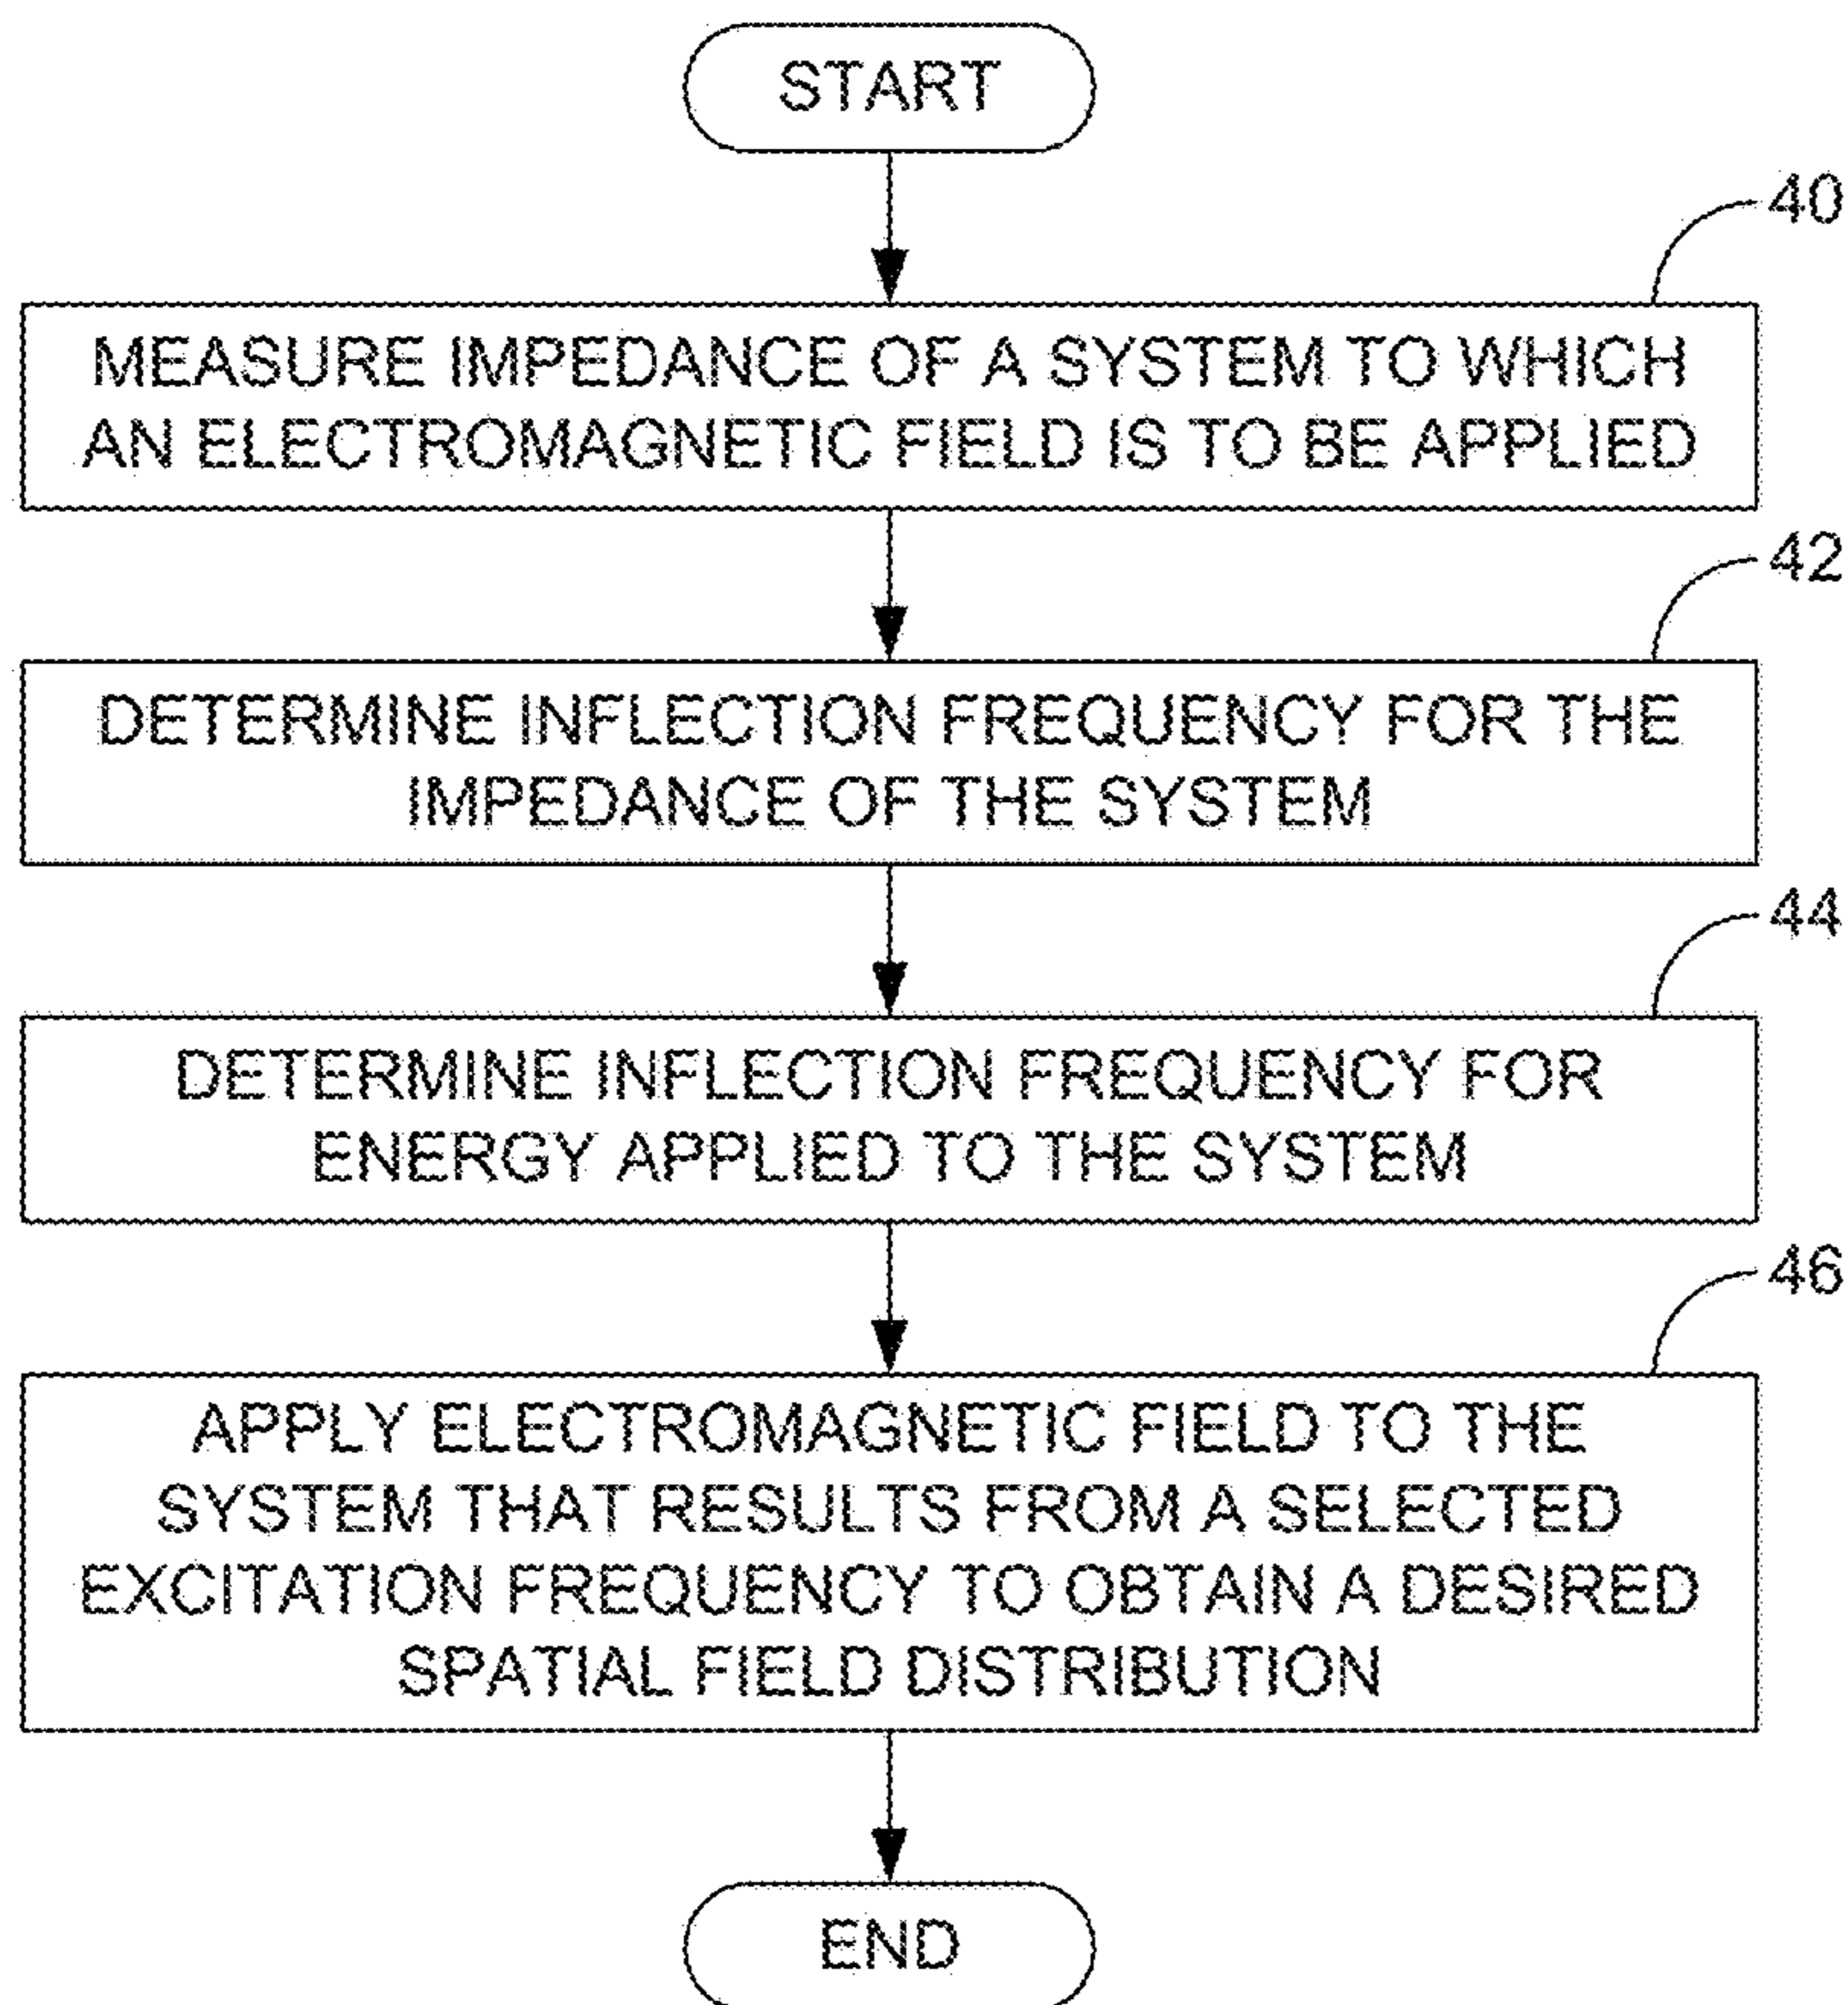 START
40
MEASURE IMPEDANCE OF A SYSTEM TO WHICH
AN ELECTROMAGNETIC FIELD IS TO BE APPLIED
42
DETERMINE INFLECTION FREQUENCY FOR THE
IMPEDANCE OF THE SYSTEM
44
DETERMINE INFLECTION FREQUENCY FOR
ENERGY APPLIED TO THE SYSTEM
46
APPLY ELECTROMAGNETIC FIELD TO THE
SYSTEM THAT RESULTS FROM A SELECTED
EXCITATION FREQUENCY TO OBTAIN A DESIRED
SPATIAL FIELD DISTRIBUTION
END